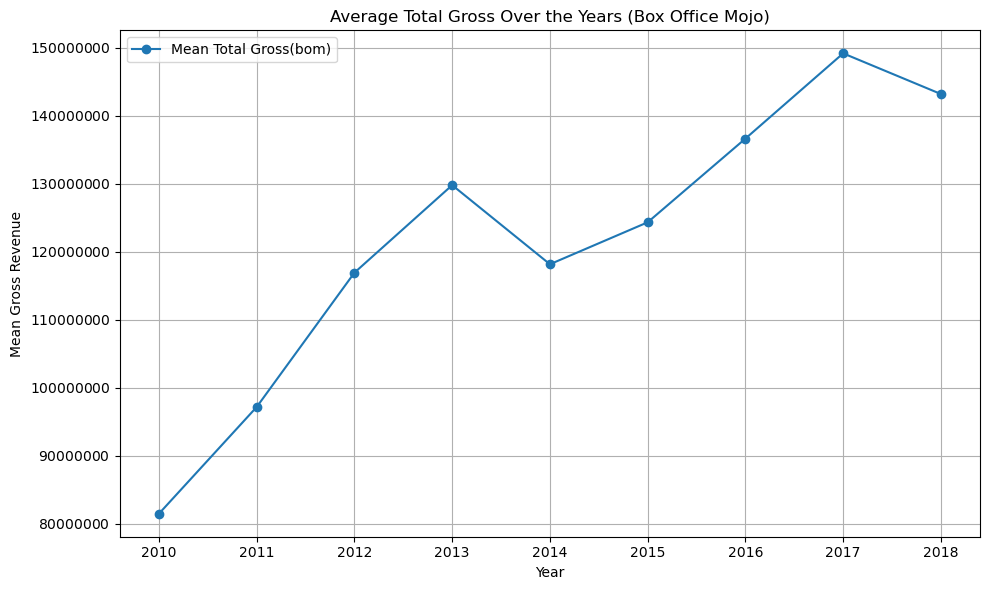 Average Total Gross Over the Years (Box Office Mojo)
Mean Total Gross(bom)
Mean Gross Revenue
150000000
140000000
130000000
120000000
110000000
100000000
90000000
80000000
2010 2011 2012 2013 2014 2015 2016 2017 2018
Year